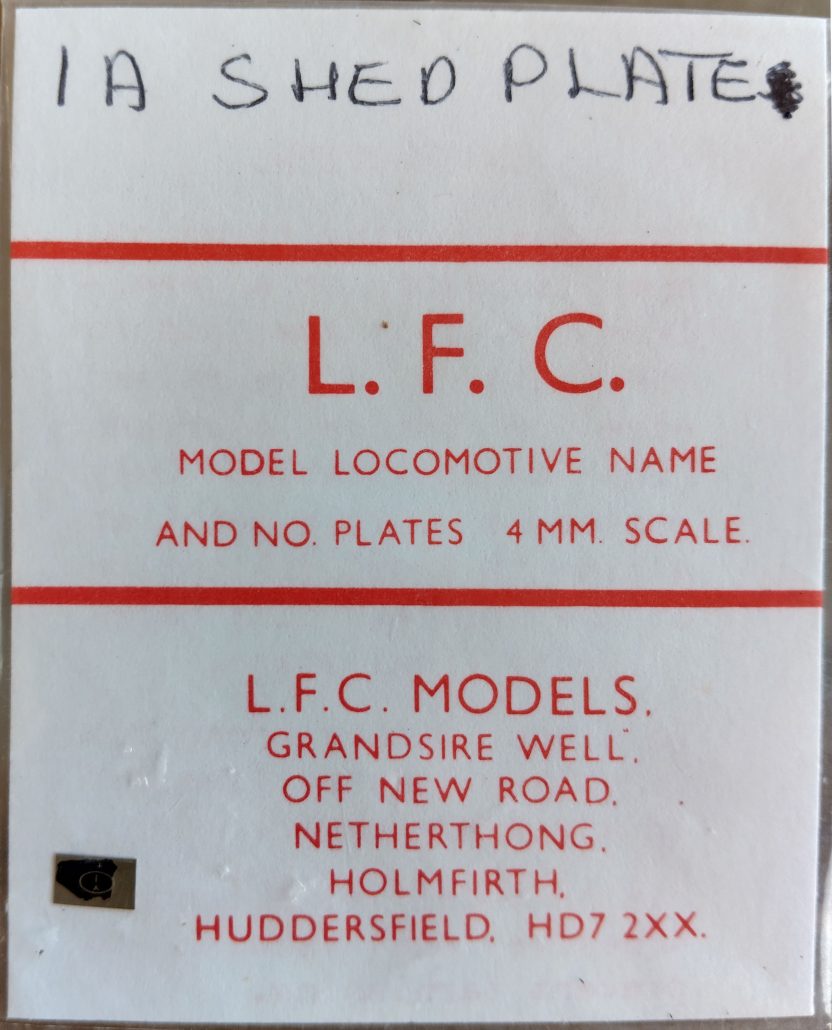 1A SHED PLATE
L. F. C.
MODEL LOCOMOTIVE NAME
AND NO. PLATES 4 MM. SCALE.
L.F.C. MODELS,
GRANDSIRE WELL,
OFF NEW ROAD,
NETHERTHONG,
HOLMFIRTH,
HUDDERSFIELD, HD7 2XX.